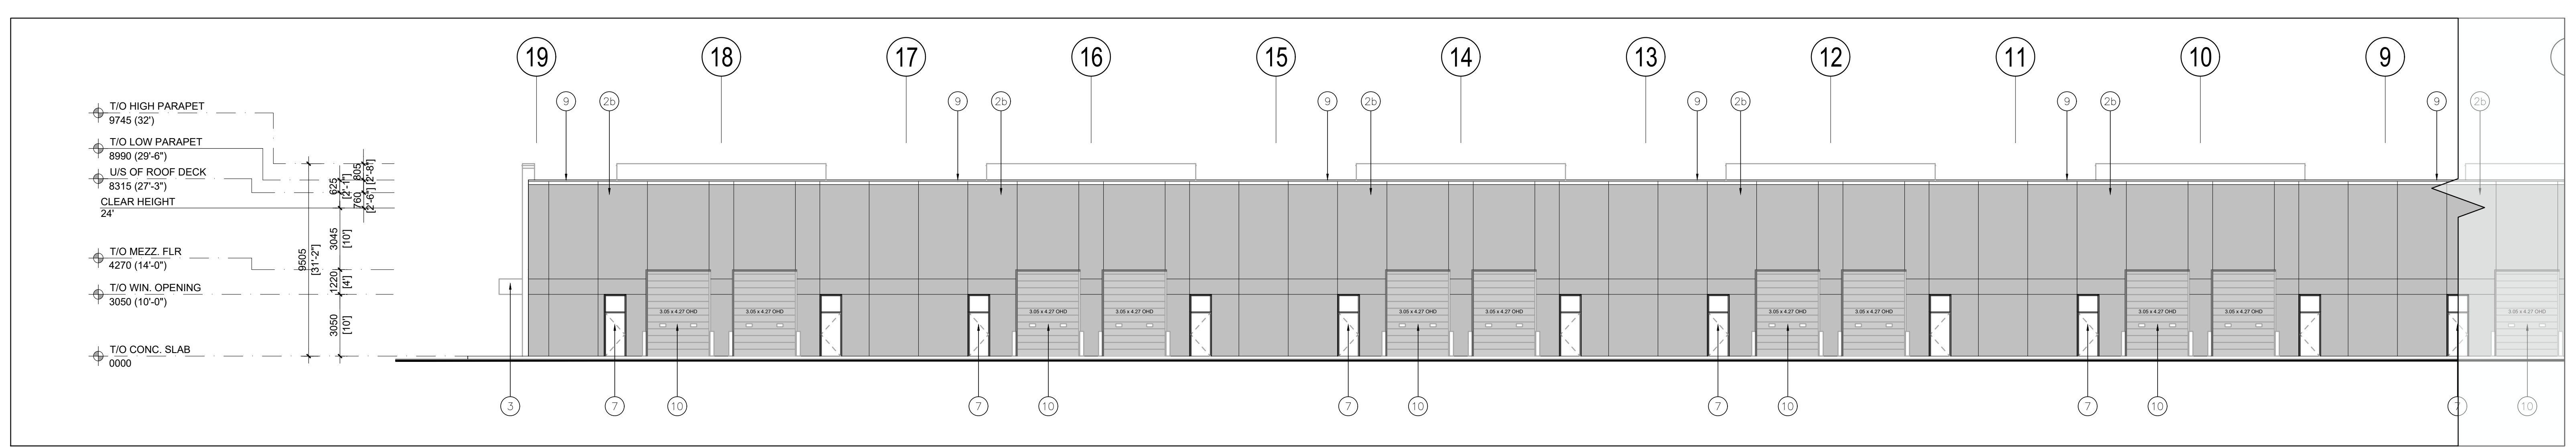 19 18 17 16 15 14 13 12 11 10 9
9 2b 9 2b 9 2b 9 2b 9 2b 9 2b
T/O HIGH PARAPET
9745 (32')
T/O LOW PARAPET
8990 (29'-6")
U/S OF ROOF DECK
8315 (27'-3")
CLEAR HEIGHT
24'
T/O MEZZ. FLR
4270 (14'-0")
T/O WIN. OPENING
3050 (10'-0")
T/O CONC. SLAB
0000
9505
[31'-2"]
625
[2'-1"]
3045
[10']
1220
[4']
3050
[10']
805
[2'-8"]
760
[2'-6"]
3.05 x 4.27 OHD 3.05 x 4.27 OHD 3.05 x 4.27 OHD 3.05 x 4.27 OHD 3.05 x 4.27 OHD 3.05 x 4.27 OHD 3.05 x 4.27 OHD 3.05 x 4.27 OHD 3.05 x 4.27 OHD 3.05 x 4.27 OHD 3.05 x 4.27 OHD
3 7 10 7 10 7 10 7 10 7 10 7 10